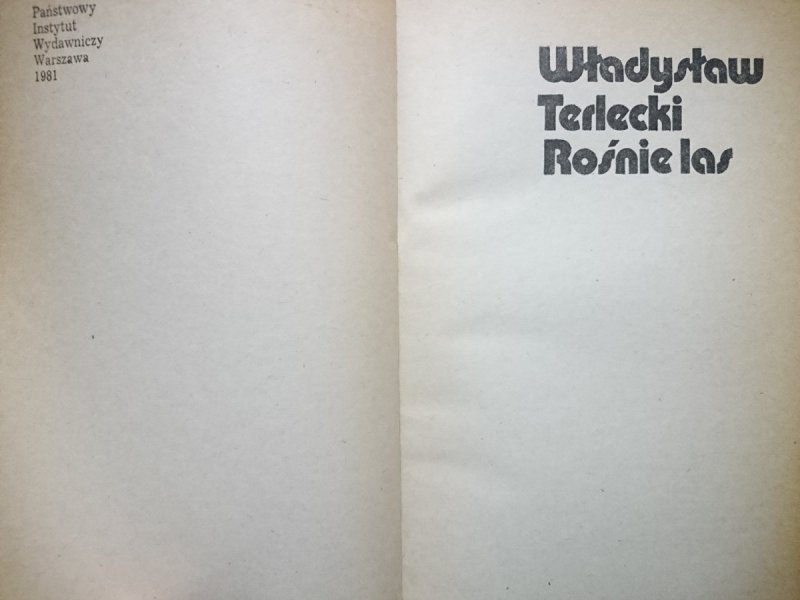 Państwowy
Instytut
Wydawniczy
Warszawa
1981
Władysław
Terlecki
Rośnie las